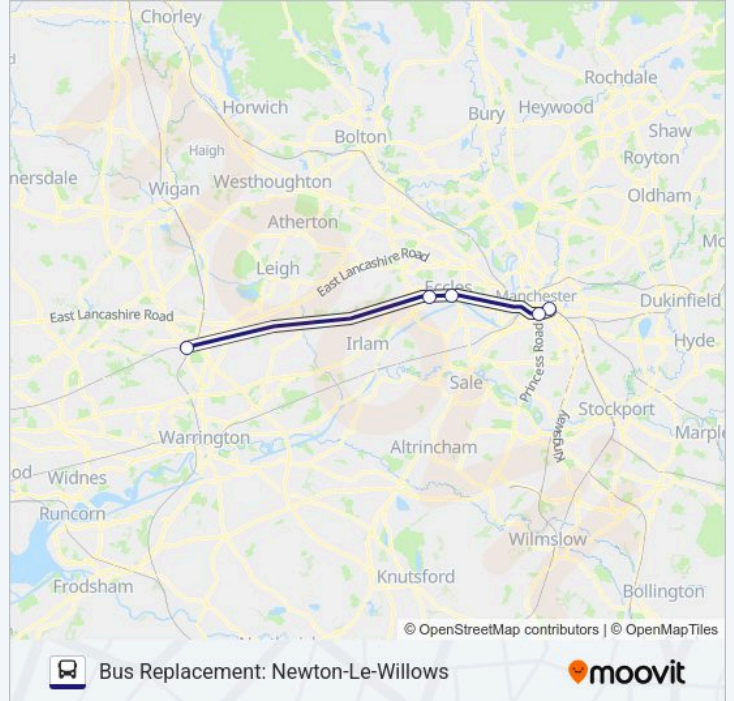 Chorley
Rochdale
Horwich
Bury
Heywood
Bolton
Shaw
Haigh
Royton
nersdale
Wigan
Westhoughton
Oldham
Atherton
East Lancashire Road
Leigh
Eccles
Manchester
Dukinfield
East Lancashire Road
Irlam
Hyde
Princess Road
Sale
Stockport
Kingsway
Warrington
Marple
Altrincham
Widnes
Runcorn
Wilmslow
Knutsford
Frodsham
Bollington
© OpenStreetMap contributors | © OpenMapTiles
Bus Replacement: Newton-Le-Willows
moovit